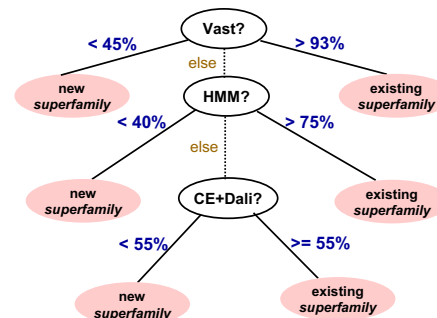 Vast?
< 45%
> 93%
else
new
superfamily
HMM?
existing
superfamily
< 40%
> 75%
else
new
superfamily
existing
superfamily
CE+Dali?
< 55%
>= 55%
new
superfamily
existing
superfamily